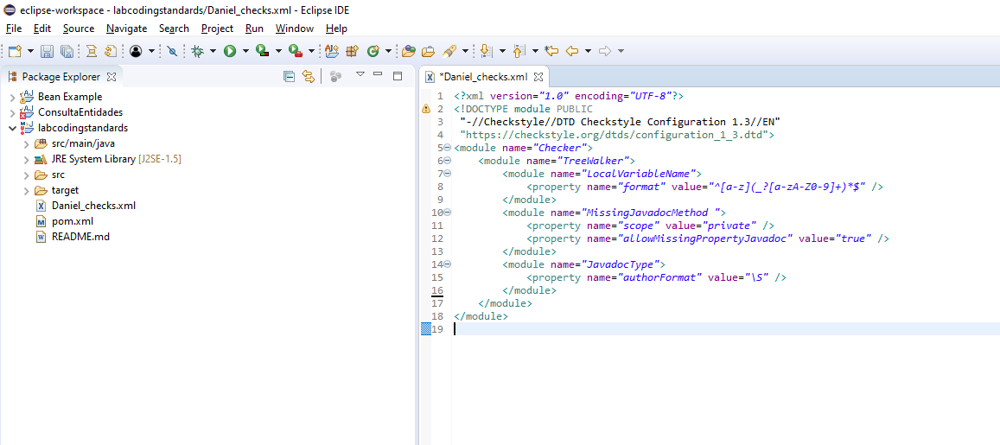 eclipse-workspace - labcodingstandards/Daniel_checks.xml - Eclipse IDE
File Edit Source Navigate Search Project Run Window Help
Package Explorer
Bean Example
ConsultaEntidades
labcodingstandards
src/main/java
JRE System Library [J2SE-1.5]
src
target
Daniel_checks.xml
pom.xml
README.md
*Daniel_checks.xml
1 <?xml version="1.0" encoding="UTF-8"?>
2 <!DOCTYPE module PUBLIC
3 "-//Checkstyle//DTD Checkstyle Configuration 1.3//EN"
4 "https://checkstyle.org/dtds/configuration_1_3.dtd">
5 <module name="Checker">
6 <module name="TreeWalker">
7 <module name="LocalVariableName">
8 <property name="format" value="^[a-z](_?[a-zA-Z0-9]+)*$" />
9 </module>
10 <module name="MissingJavadocMethod ">
11 <property name="scope" value="private" />
12 <property name="allowMissingPropertyJavadoc" value="true" />
13 </module>
14 <module name="JavadocType">
15 <property name="authorFormat" value="\S" />
16 </module>
17 </module>
18 </module>
19